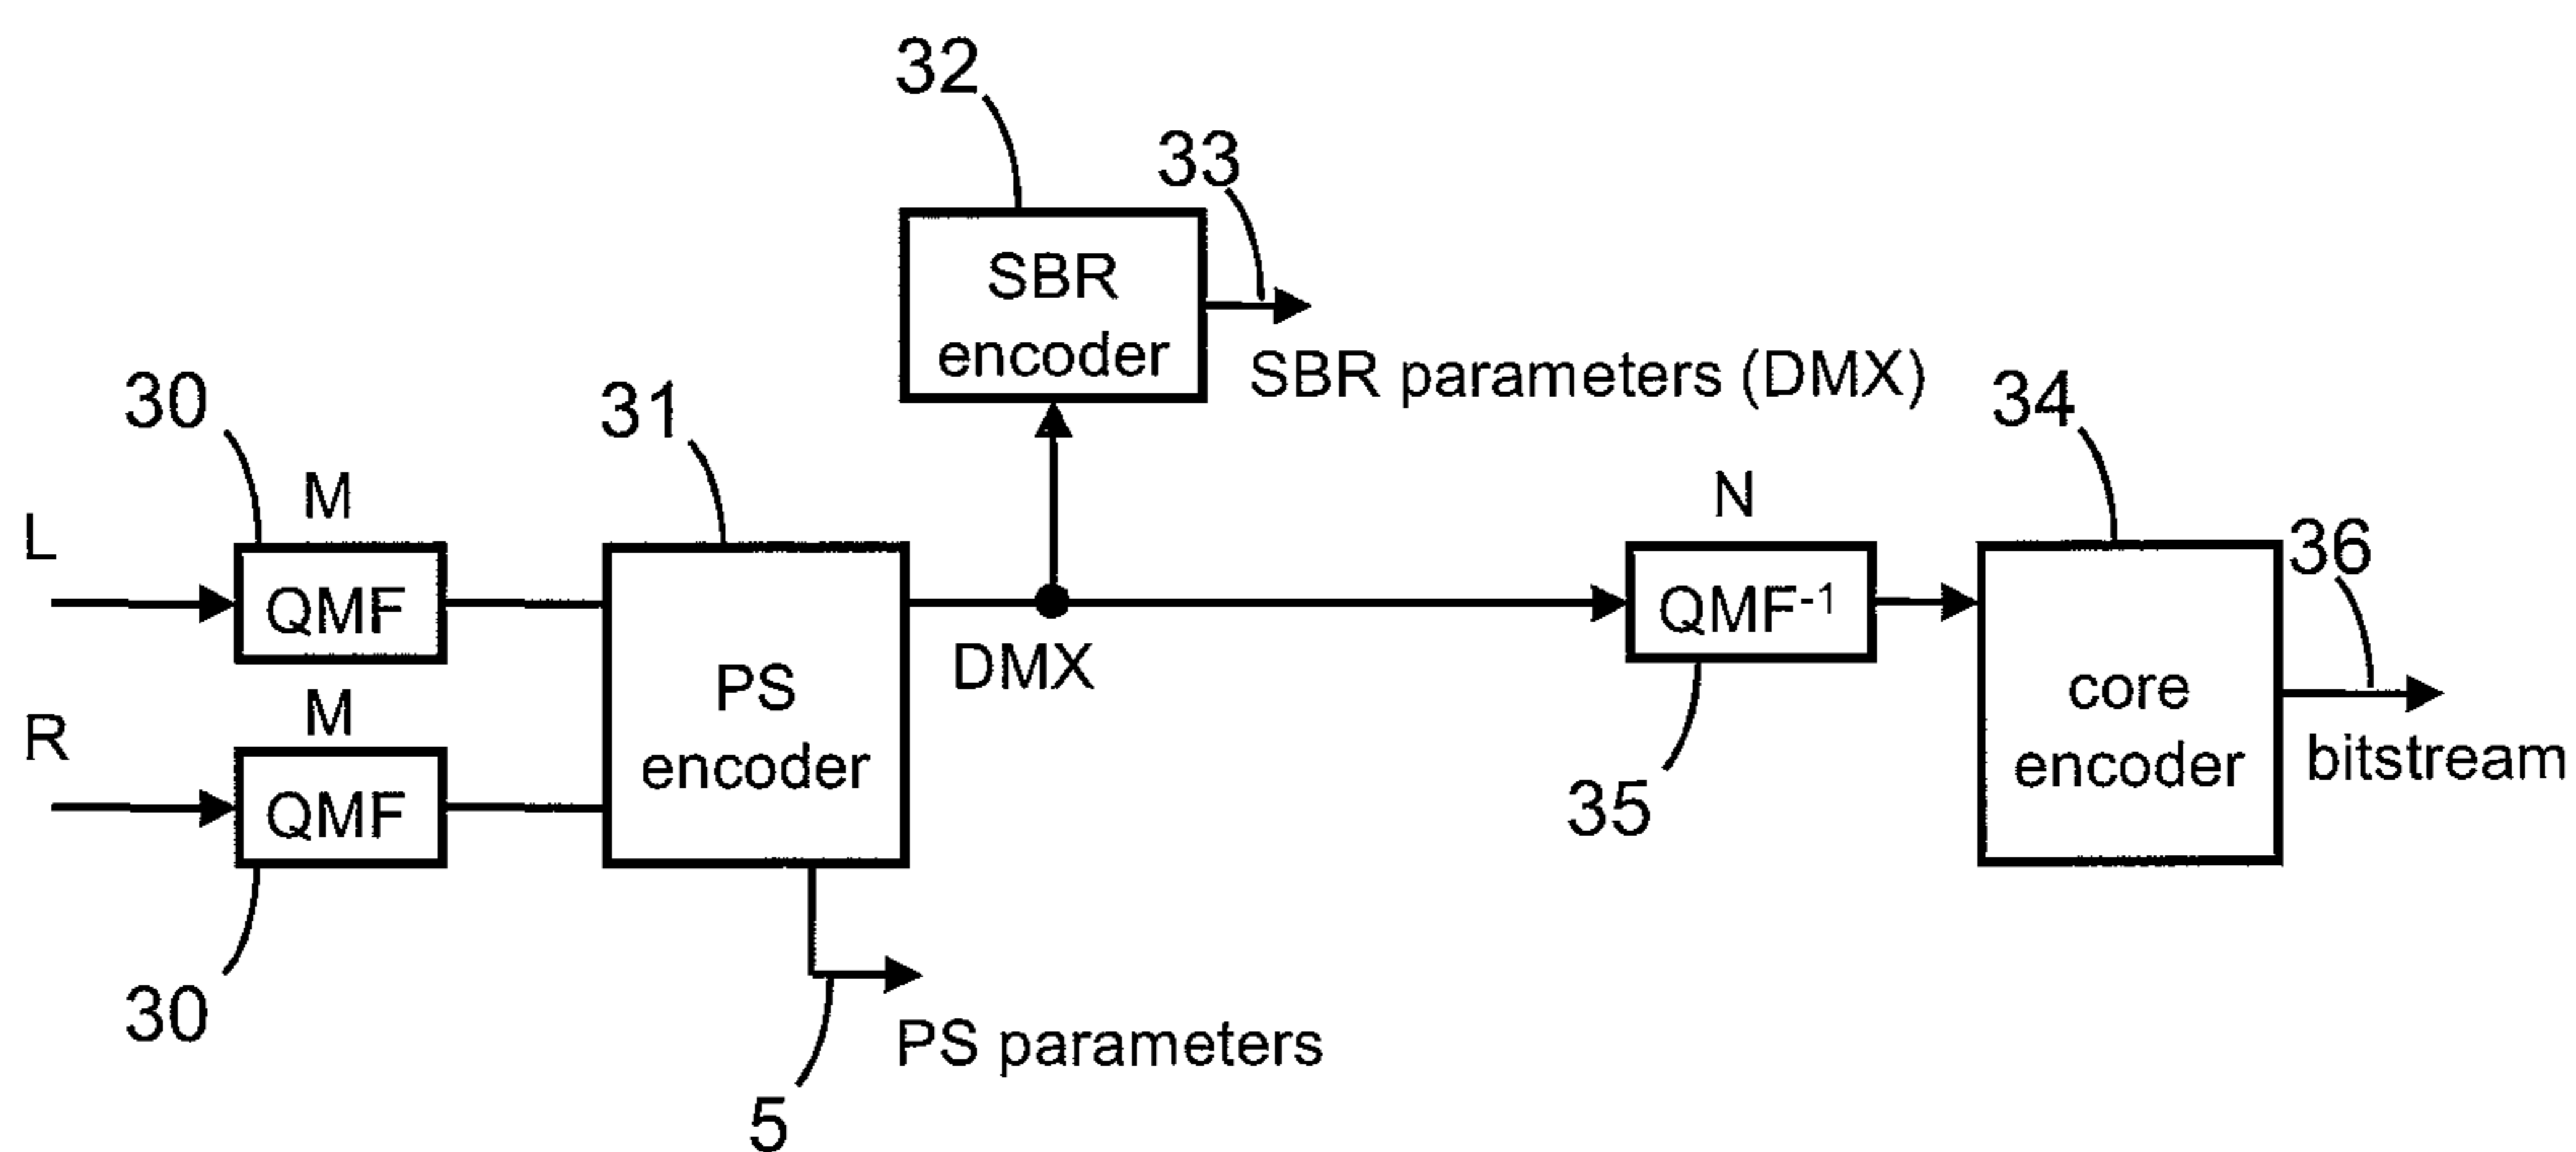 32
33
SBR
encoder
SBR parameters (DMX)
30
31
34
M
N
L
QMF
QMF⁻¹
36
DMX
PS
encoder
core
encoder
M
R
QMF
35
bitstream
30
PS parameters
5